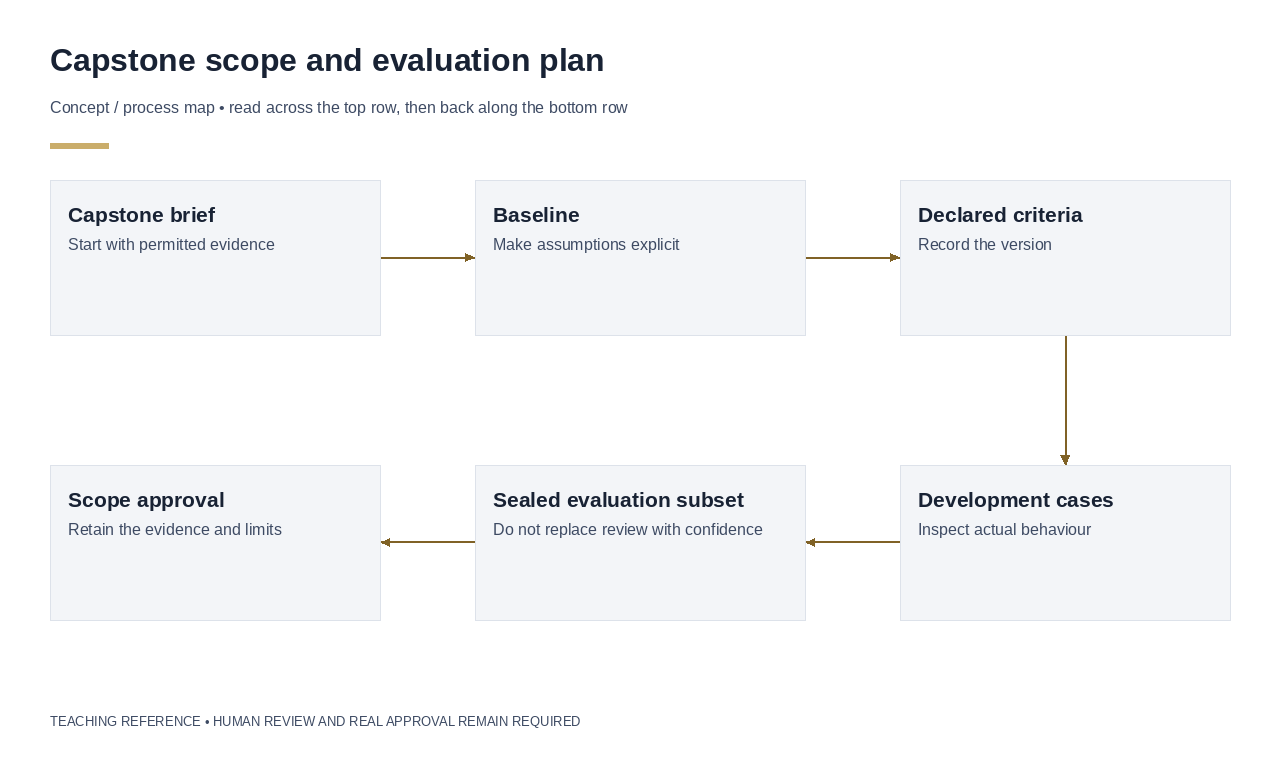 Capstone scope and evaluation plan
Concept / process map • read across the top row, then back along the bottom row
Capstone brief
Start with permitted evidence
Baseline
Make assumptions explicit
Declared criteria
Record the version
Development cases
Inspect actual behaviour
Sealed evaluation subset
Do not replace review with confidence
Scope approval
Retain the evidence and limits
TEACHING REFERENCE • HUMAN REVIEW AND REAL APPROVAL REMAIN REQUIRED